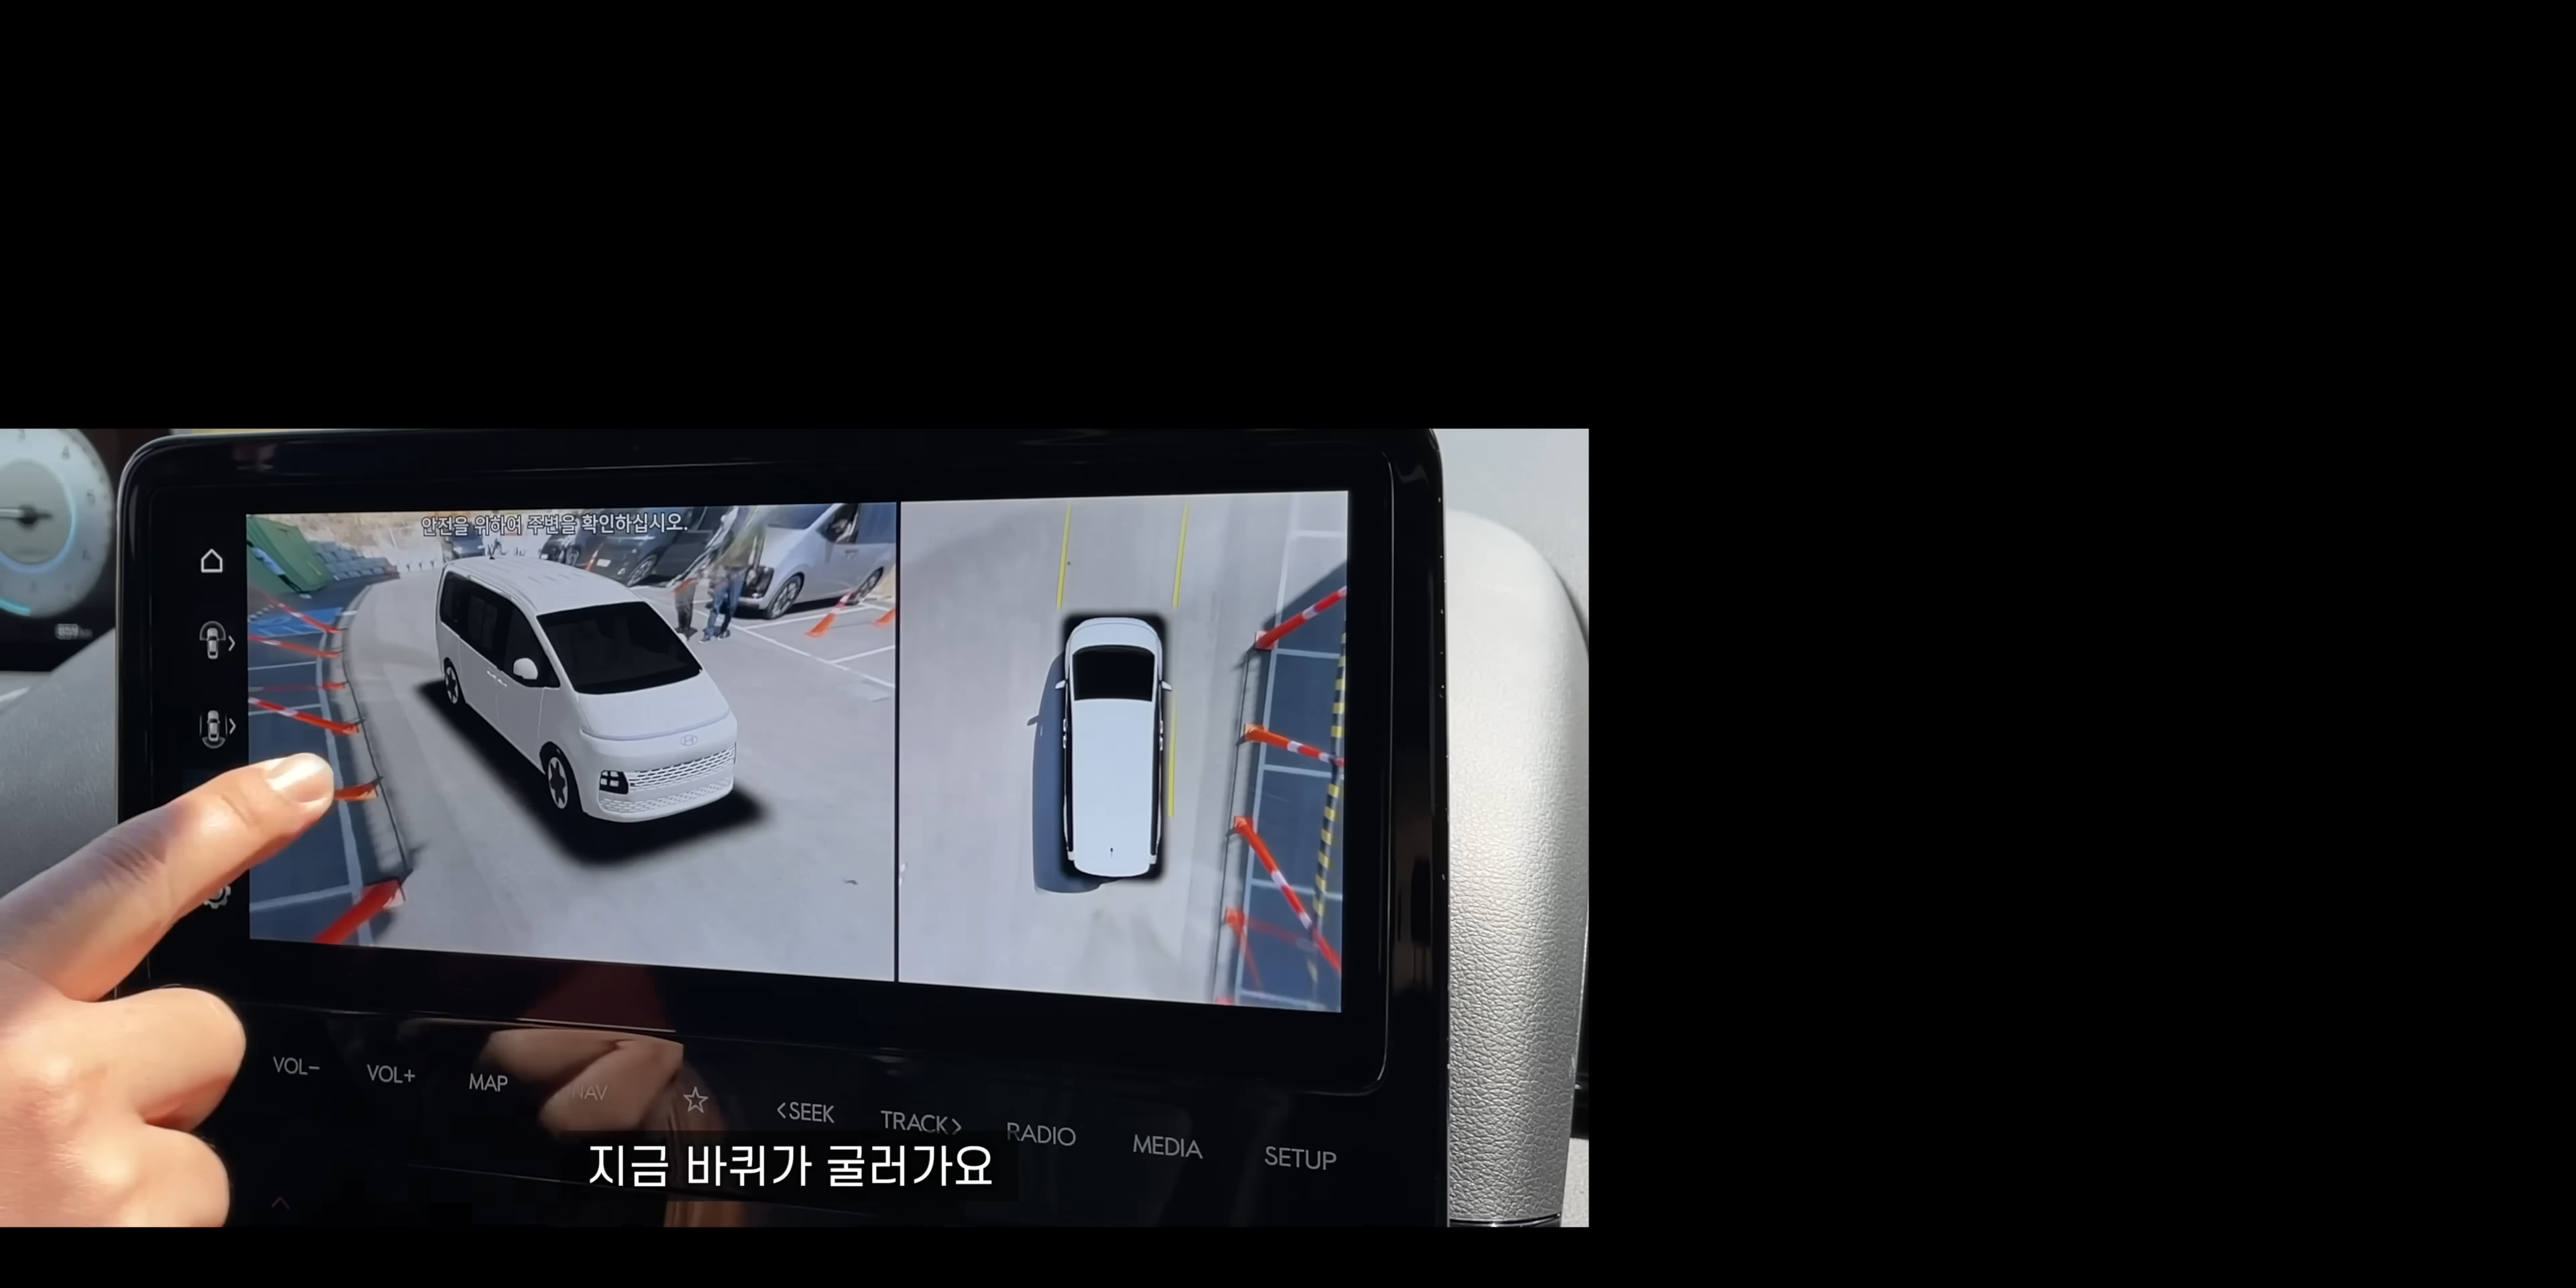 안전을 위하여 주변을 확인하십시오.
VOL−
VOL+
MAP
NAV
☆
<SEEK
TRACK>
RADIO
MEDIA
SETUP
지금 바퀴가 굴러가요